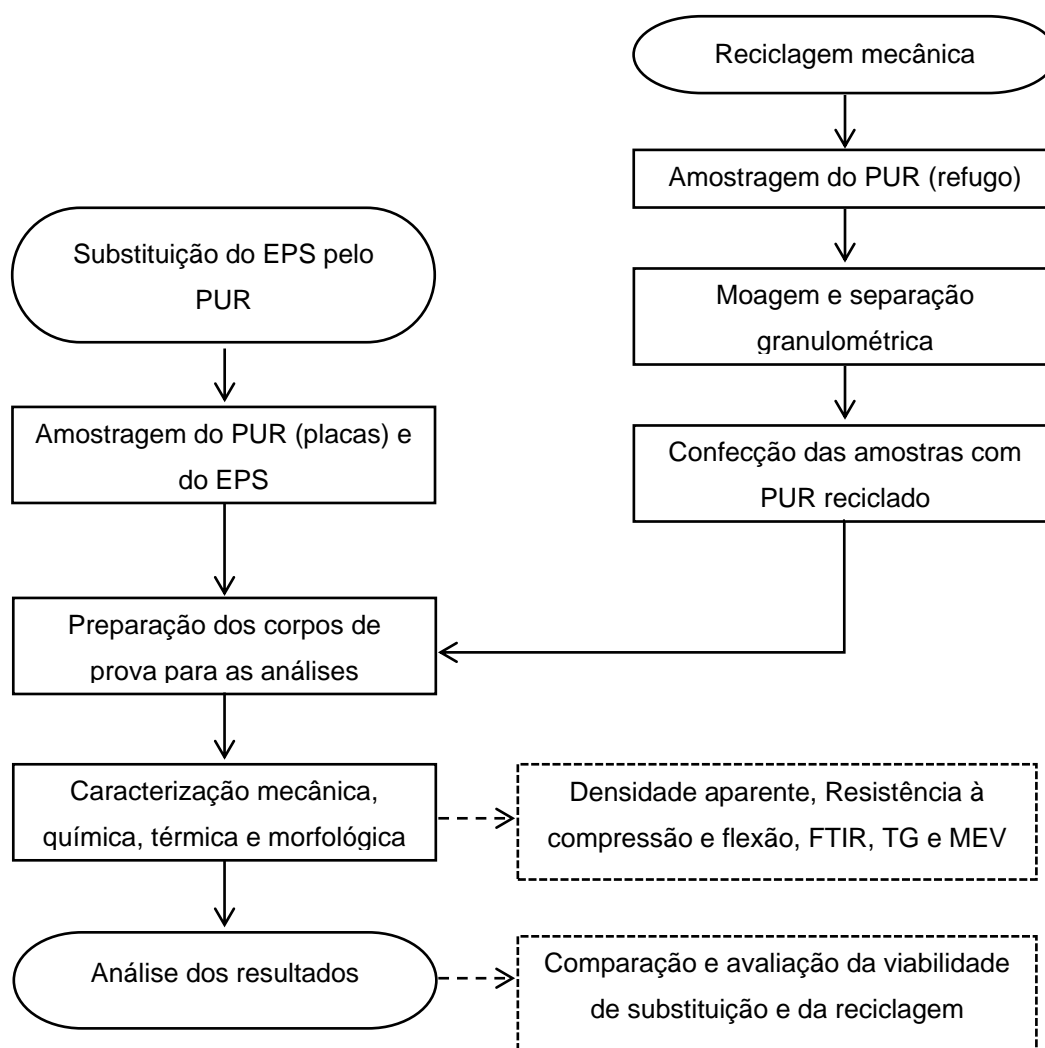 Reciclagem mecânica
Amostragem do PUR (refugo)
Moagem e separação
granulométrica
Confecção das amostras com
PUR reciclado
Substituição do EPS pelo
PUR
Amostragem do PUR (placas) e
do EPS
Preparação dos corpos de
prova para as análises
Caracterização mecânica,
química, térmica e morfológica
Densidade aparente, Resistência à
compressão e flexão, FTIR, TG e MEV
Análise dos resultados
Comparação e avaliação da viabilidade
de substituição e da reciclagem